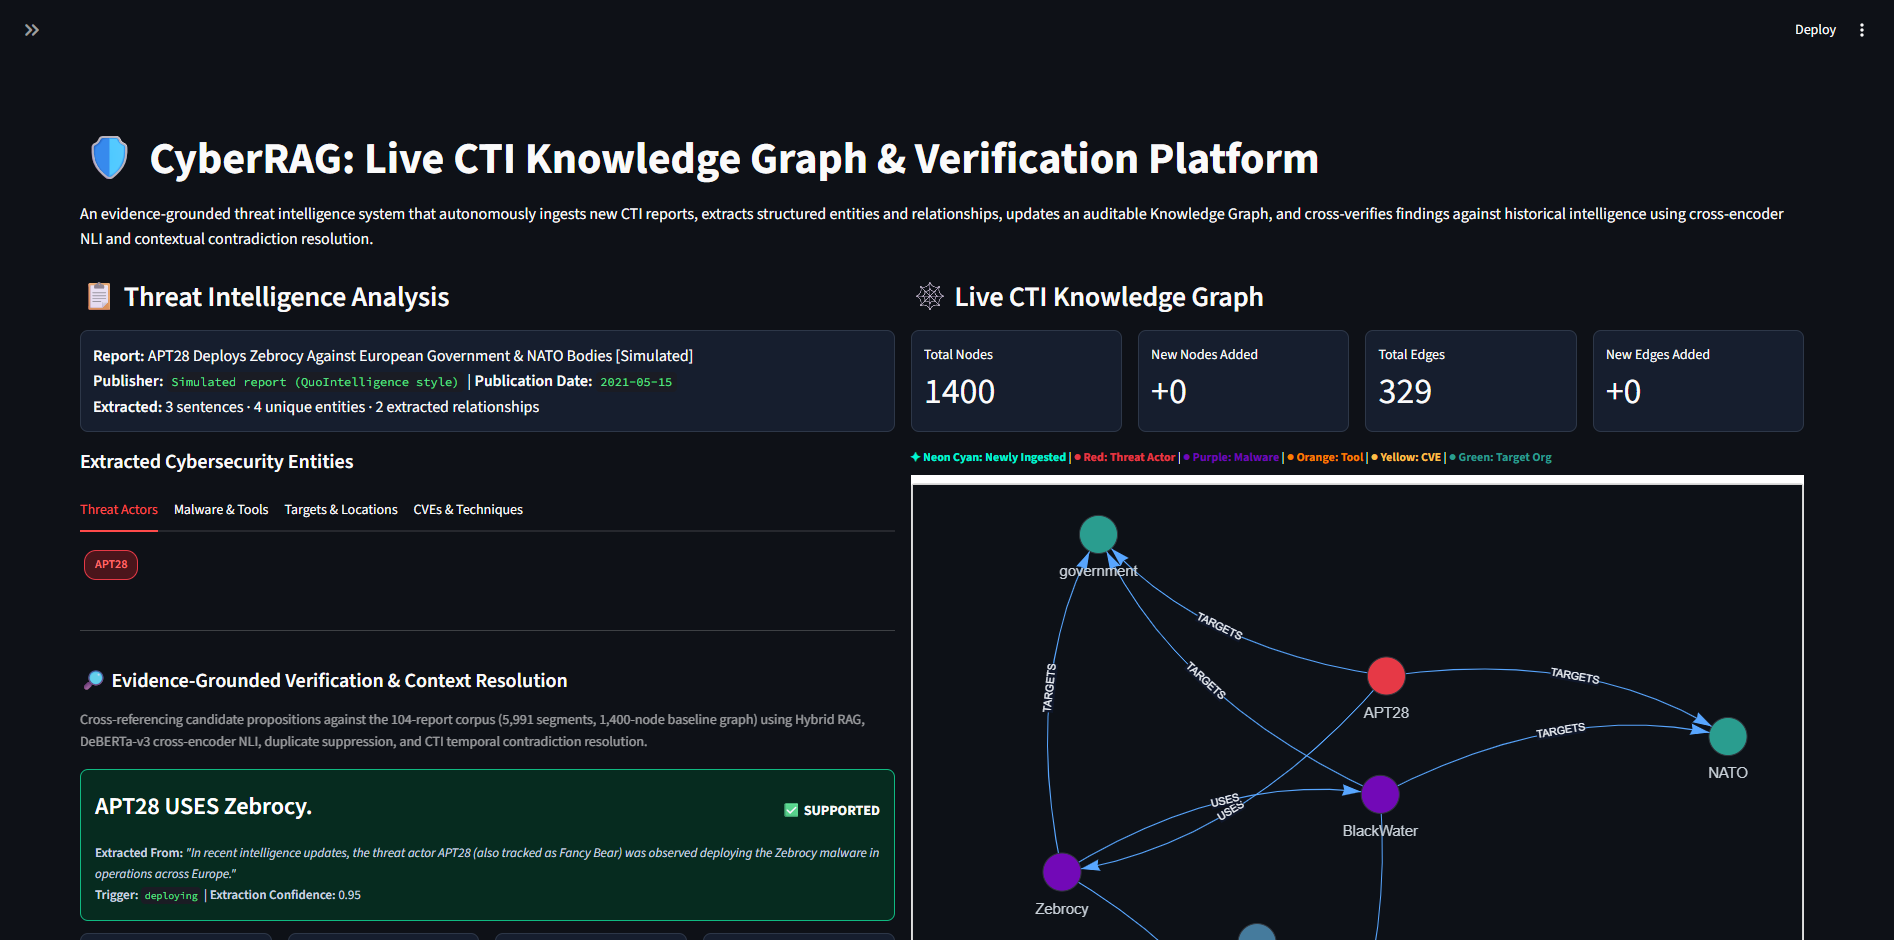 Deploy
CyberRAG: Live CTI Knowledge Graph & Verification Platform
An evidence-grounded threat intelligence system that autonomously ingests new CTI reports, extracts structured entities and relationships, updates an auditable Knowledge Graph, and cross-verifies findings against historical intelligence using cross-encoder
NLI and contextual contradiction resolution.
Threat Intelligence Analysis
Report: APT28 Deploys Zebrocy Against European Government & NATO Bodies [Simulated]
Publisher: Simulated report (QuoIntelligence style) | Publication Date: 2021-05-15
Extracted: 3 sentences · 4 unique entities · 2 extracted relationships
Extracted Cybersecurity Entities
Threat Actors Malware & Tools Targets & Locations CVEs & Techniques
APT28
Evidence-Grounded Verification & Context Resolution
Cross-referencing candidate propositions against the 104-report corpus (5,991 segments, 1,400-node baseline graph) using Hybrid RAG,
DeBERTa-v3 cross-encoder NLI, duplicate suppression, and CTI temporal contradiction resolution.
APT28 USES Zebrocy.
SUPPORTED
Extracted From: "In recent intelligence updates, the threat actor APT28 (also tracked as Fancy Bear) was observed deploying the Zebrocy malware in
operations across Europe."
Trigger: deploying | Extraction Confidence: 0.95
Live CTI Knowledge Graph
Total Nodes
1400
New Nodes Added
+0
Total Edges
329
New Edges Added
+0
Neon Cyan: Newly Ingested | Red: Threat Actor | Purple: Malware | Orange: Tool | Yellow: CVE | Green: Target Org
government
TARGETS
TARGETS
TARGETS
TARGETS
APT28
TARGETS
NATO
USES
USES
BlackWater
Zebrocy